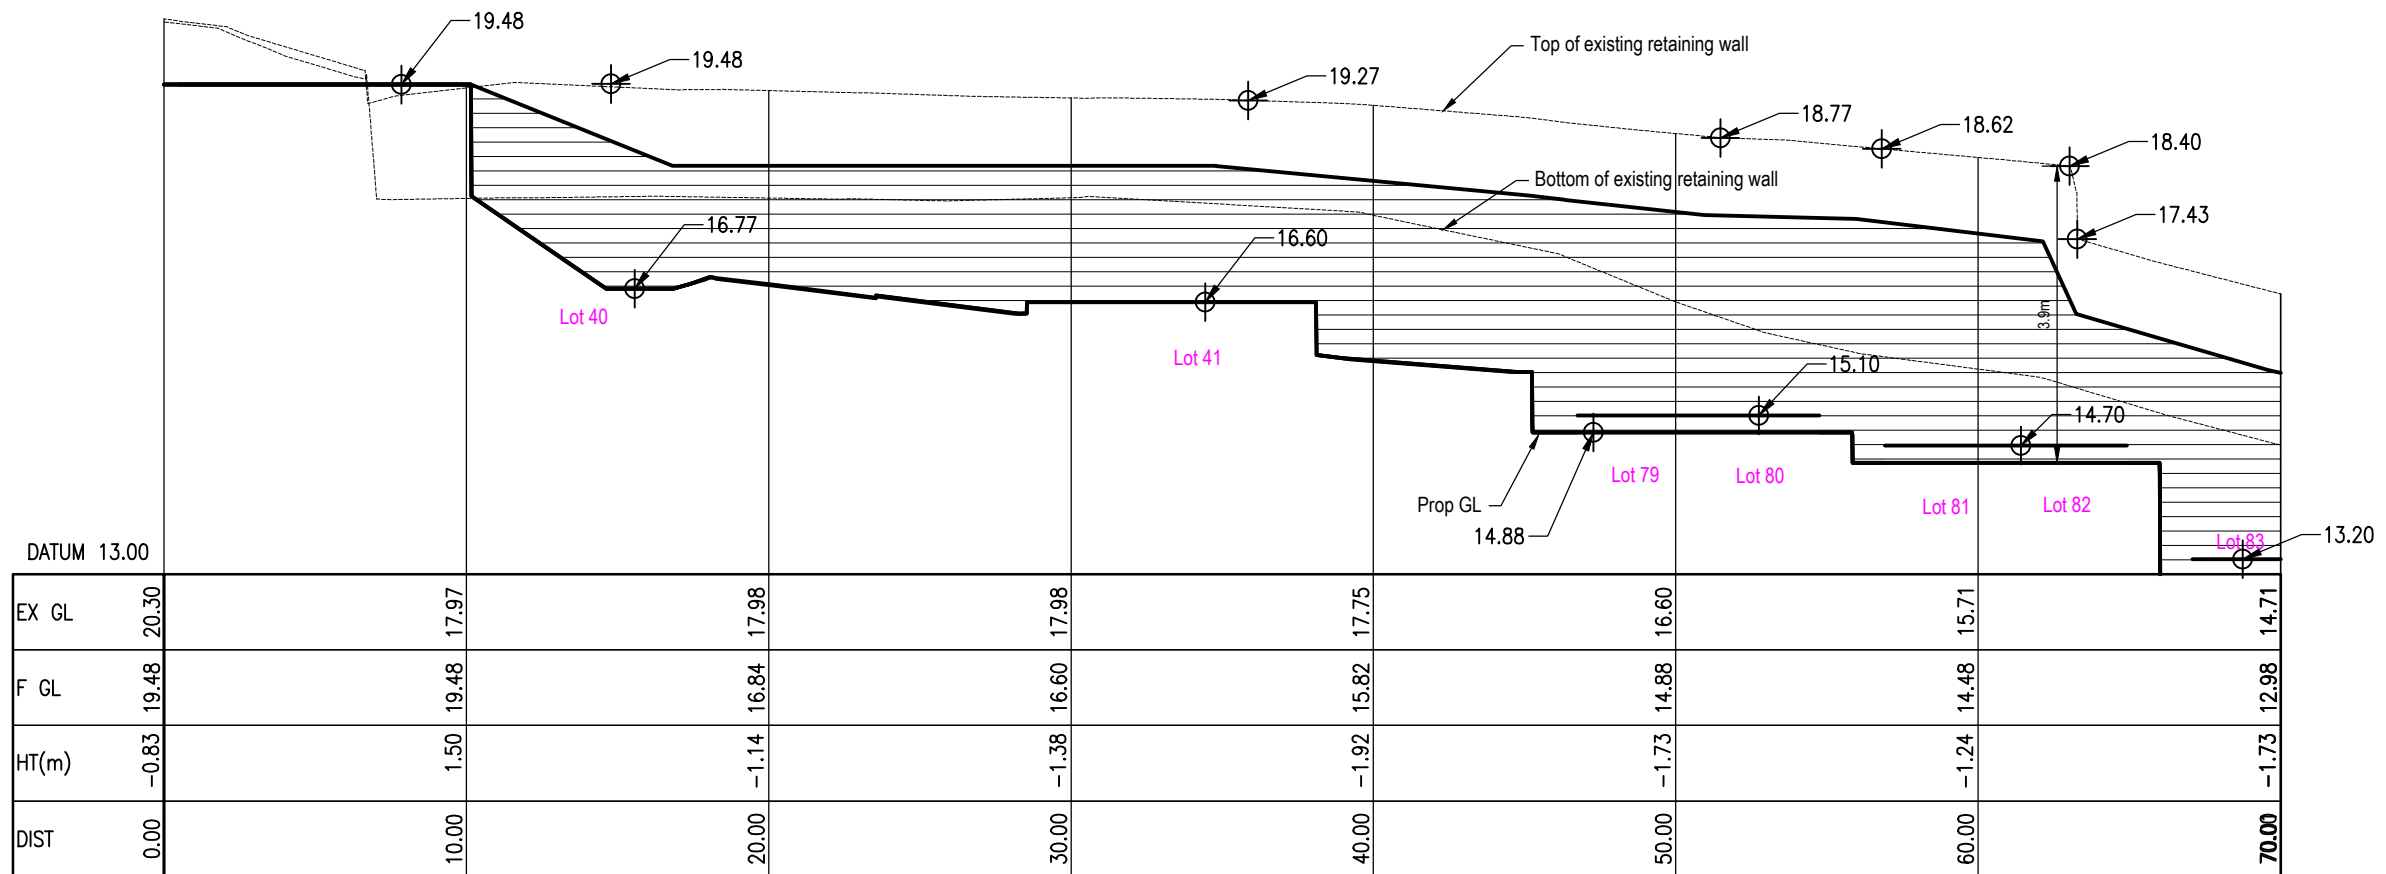 19.48
19.48
Top of existing retaining wall
19.27
18.77
18.62
18.40
Bottom of existing retaining wall
17.43
16.77
16.60
Lot 40
3.9m
Lot 41
15.10
14.70
Lot 79
Lot 80
Prop GL
Lot 81
Lot 82
14.88
Lot 83
13.20
DATUM 13.00
EX GL 20.30 17.97 17.98 17.98 17.75 16.60 15.71 14.71
F GL 19.48 19.48 16.84 16.60 15.82 14.88 14.48 12.98
HT(m) -0.83 1.50 -1.14 -1.38 -1.92 -1.73 -1.24 -1.73
DIST 0.00 10.00 20.00 30.00 40.00 50.00 60.00 70.00